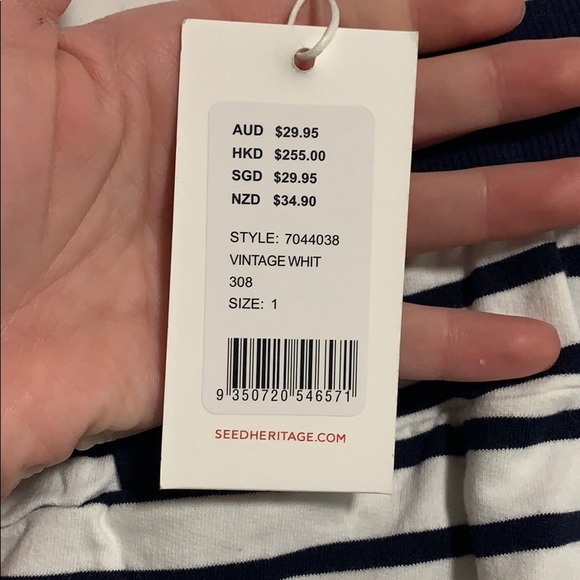 AUD $29.95
HKD $255.00
SGD $29.95
NZD $34.90
STYLE: 7044038
VINTAGE WHIT
308
SIZE: 1
9 350720 546571
SEEDHERITAGE.COM